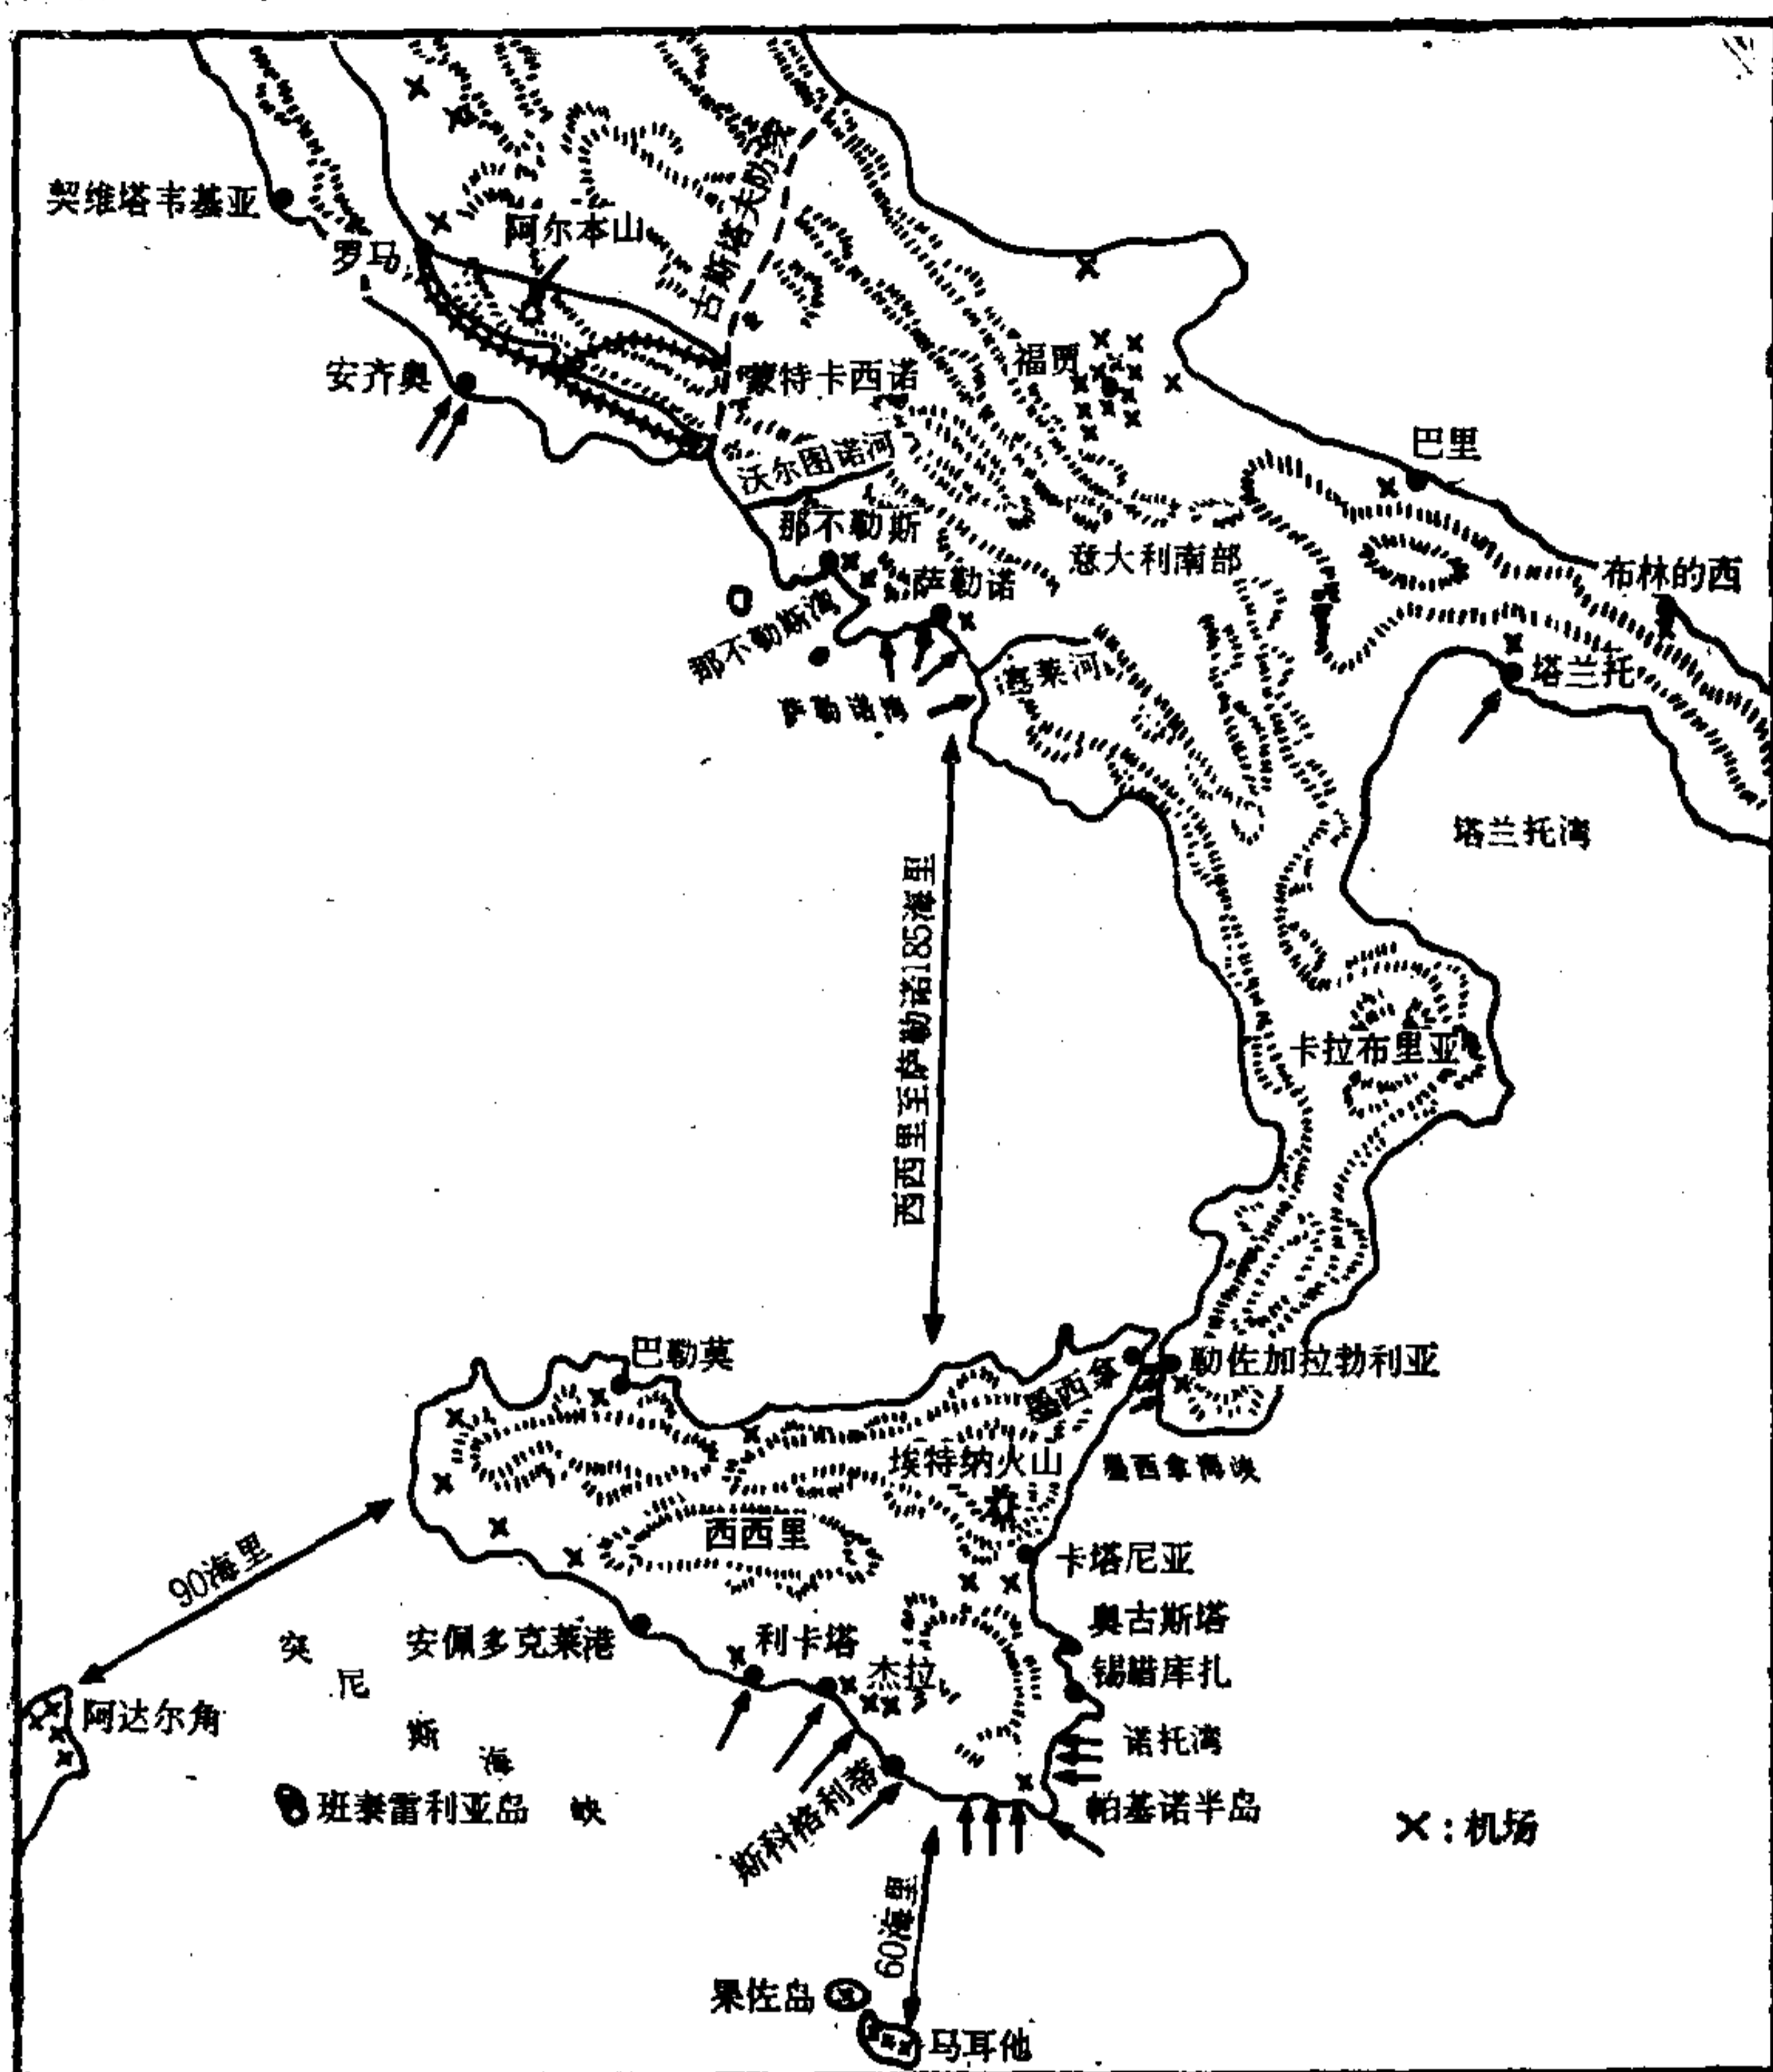 契维塔韦基亚
罗马
阿尔本山
古斯塔夫防线
安齐奥
蒙特卡西诺
福贾
沃尔图诺河
巴里
那不勒斯
意大利南部
布林的西
萨勒诺
那不勒斯湾
塞莱河
塔兰托
萨勒诺湾
塔兰托湾
西西里至萨勒诺185海里
卡拉布里亚
巴勒莫
墨西拿
勒佐加拉勃利亚
埃特纳火山
墨西拿海峡
西西里
90海里
卡塔尼亚
奥古斯塔
安佩多克莱港
利卡塔
杰拉
锡腊库扎
突尼斯海峡
阿达尔角
诺托湾
班泰雷利亚岛
斯科格利蒂
帕基诺半岛
×：机场
60海里
果佐岛
马耳他